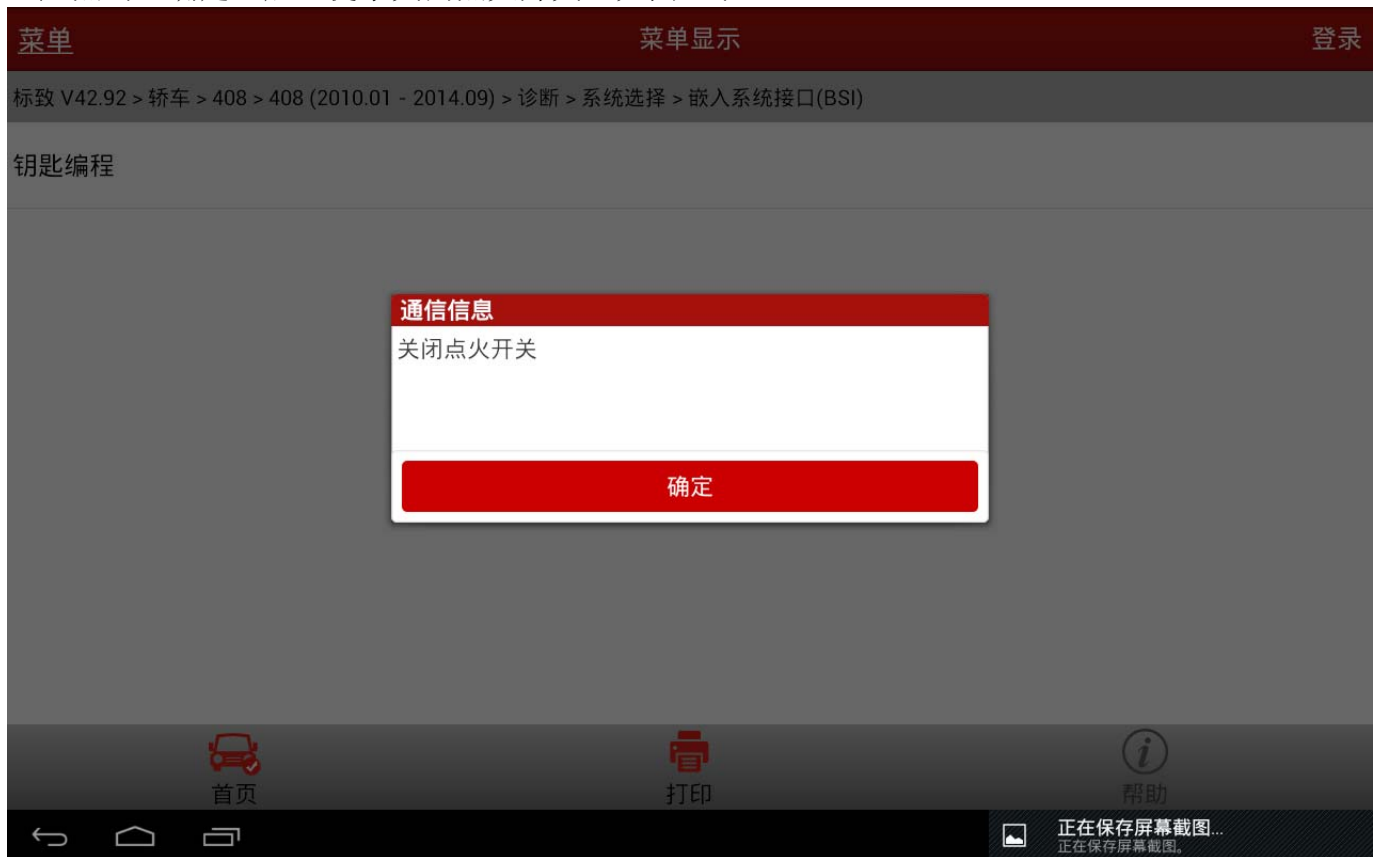 菜单
菜单显示
登录
标致 V42.92 > 轿车 > 408 > 408 (2010.01 - 2014.09) > 诊断 > 系统选择 > 嵌入系统接口(BSI)
钥匙编程
通信信息
关闭点火开关
确定
首页
打印
帮助
正在保存屏幕截图...
正在保存屏幕截图。